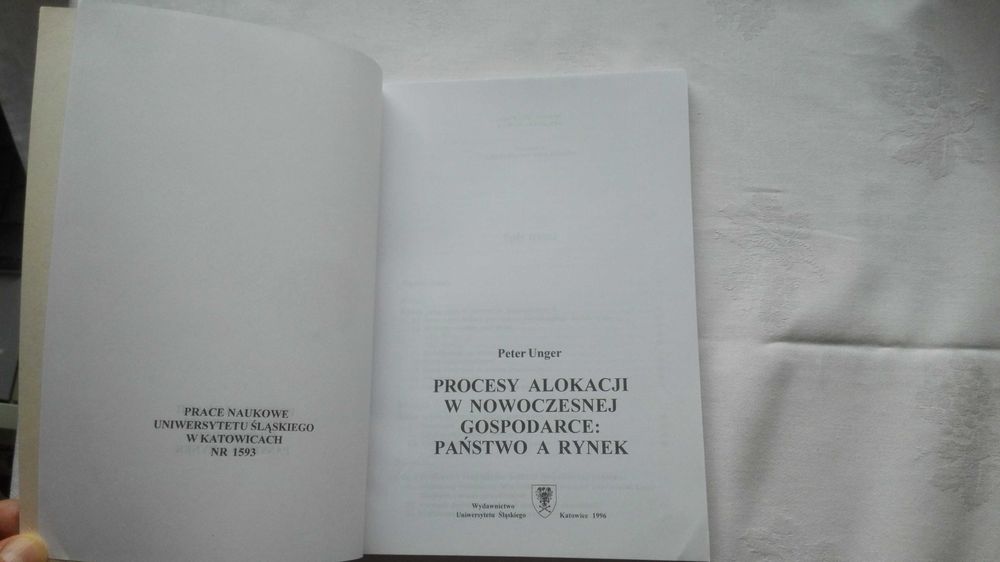 PRACE NAUKOWE
UNIWERSYTETU ŚLĄSKIEGO
W KATOWICACH
NR 1593
Peter Unger
PROCESY ALOKACJI
W NOWOCZESNEJ
GOSPODARCE:
PAŃSTWO A RYNEK
Wydawnictwo
Uniwersytetu Śląskiego
Katowice 1996